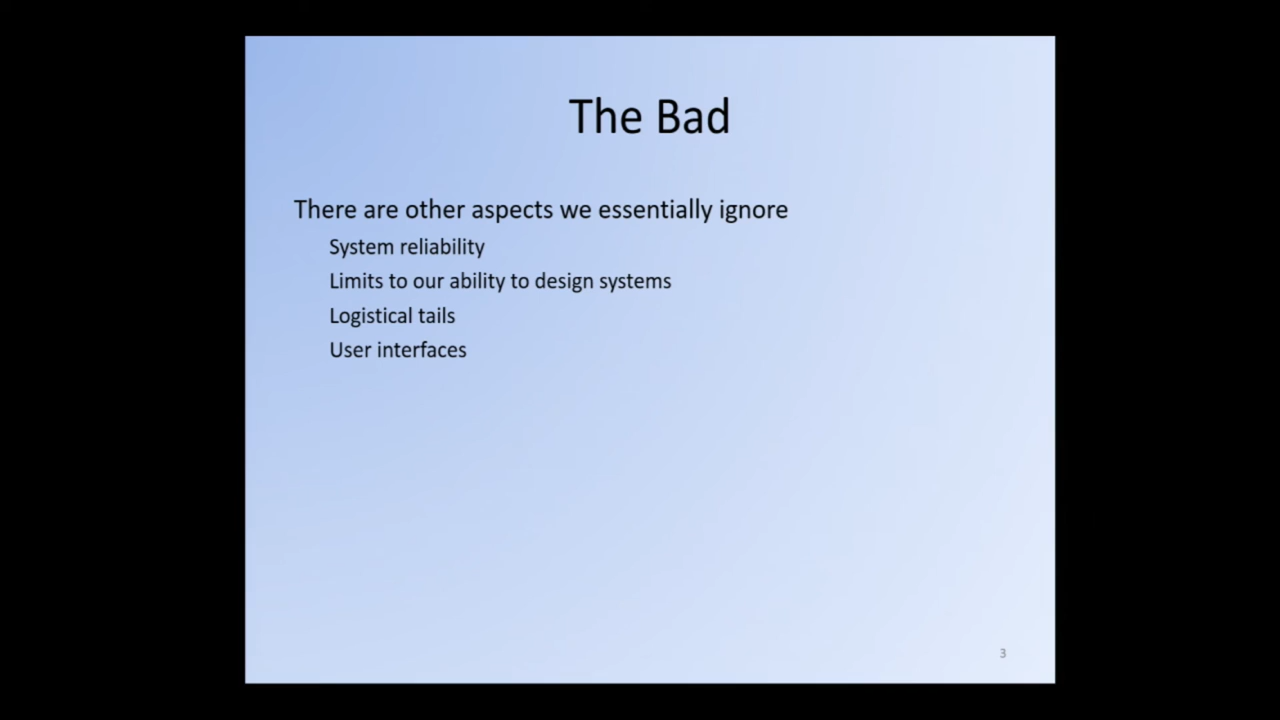 The Bad
There are other aspects we essentially ignore
System reliability
Limits to our ability to design systems
Logistical tails
User interfaces
3